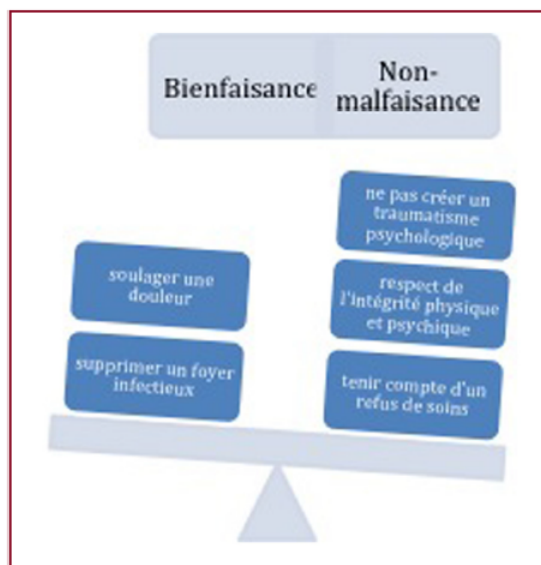 Bienfaisance
Non-
malfaisance
ne pas créer un
traumatisme
psychologique
soulager une
douleur
respect de
l'intégrité physique
et psychique
supprimer un foyer
infectieux
tenir compte d'un
refus de soins